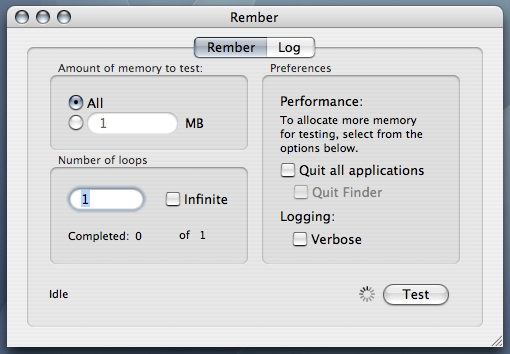 Rember
Rember Log
Amount of memory to test:
All
1 MB
Number of loops
1 Infinite
Completed: 0 of 1
Preferences
Performance:
To allocate more memory
for testing, select from the
options below.
Quit all applications
Quit Finder
Logging:
Verbose
Idle
Test